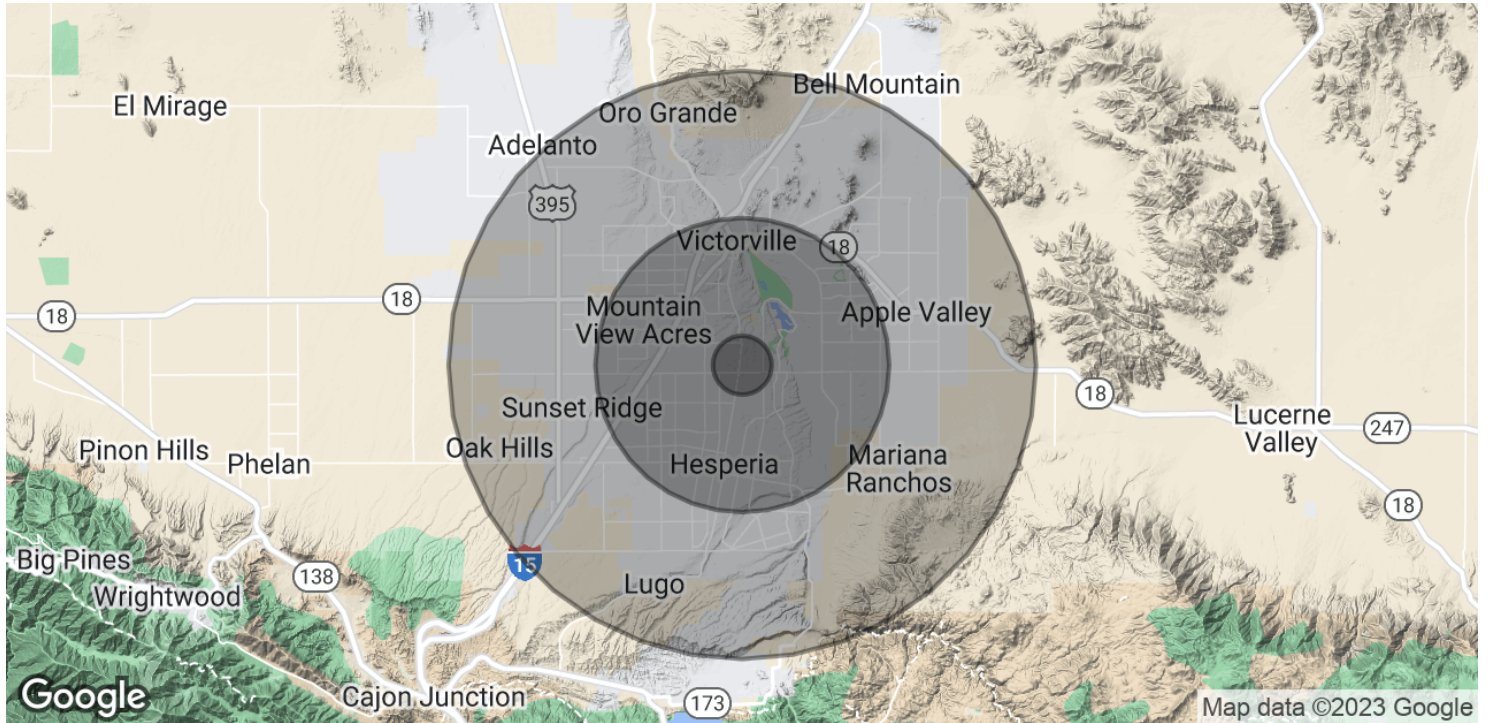 Bell Mountain
El Mirage
Oro Grande
Adelanto
395
Victorville
18
18
18
Mountain
View Acres
Apple Valley
18
Sunset Ridge
Lucerne
Valley
247
Oak Hills
Pinon Hills
Phelan
Hesperia
Mariana
Ranchos
18
Big Pines
15
138
Wrightwood
Lugo
Google
Cajon Junction
173
Map data ©2023 Google